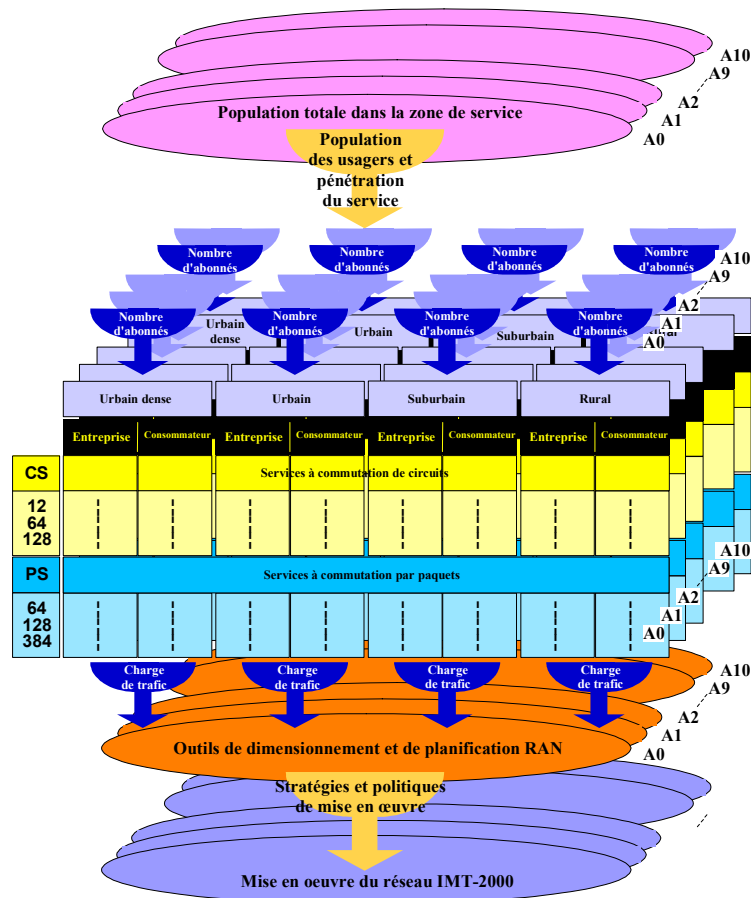 A10
A9
A2
A1
A0
Population totale dans la zone de service
Population
des usagers et
pénétration
du service
Nombre
d'abonnés
Nombre
d'abonnés
Nombre
d'abonnés
Nombre
d'abonnés
A10
A9
A2
A1
A0
Nombre
d'abonnés
Nombre
d'abonnés
Nombre
d'abonnés
Nombre
d'abonnés
Urbain
dense
Urbain
Suburbain
Urbain dense
Urbain
Suburbain
Rural
Entreprise
Consommateur
Entreprise
Consommateur
Entreprise
Consommateur
Entreprise
Consommateur
CS
Services à commutation de circuits
12
64
128
PS
Services à commutation par paquets
64
128
384
A10
A9
A2
A1
A0
Charge
de trafic
Charge
de trafic
Charge
de trafic
Charge
de trafic
A10
A9
A2
A1
A0
Outils de dimensionnement et de planification RAN
Stratégies et politiques
de mise en œuvre
Mise en oeuvre du réseau IMT-2000